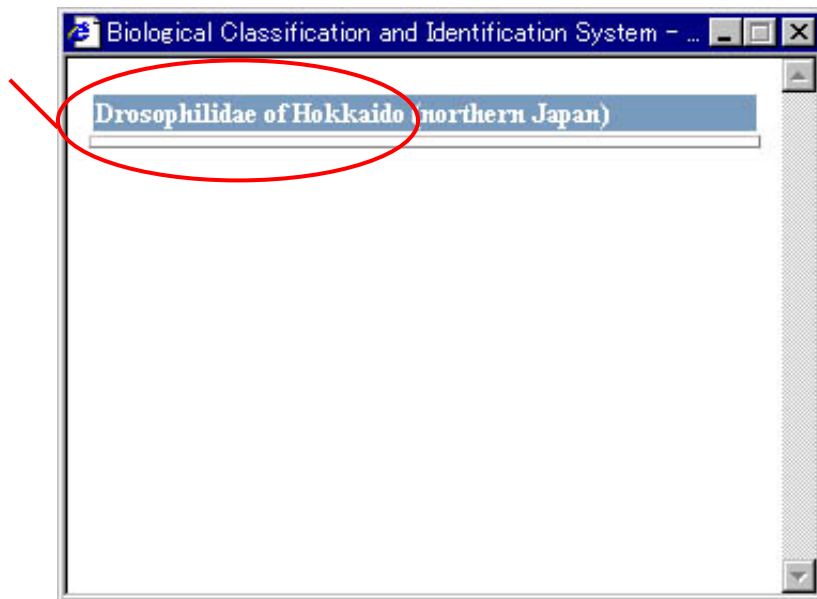 Biological Classification and Identification System - ...
Drosophilidae of Hokkaido (northern Japan)